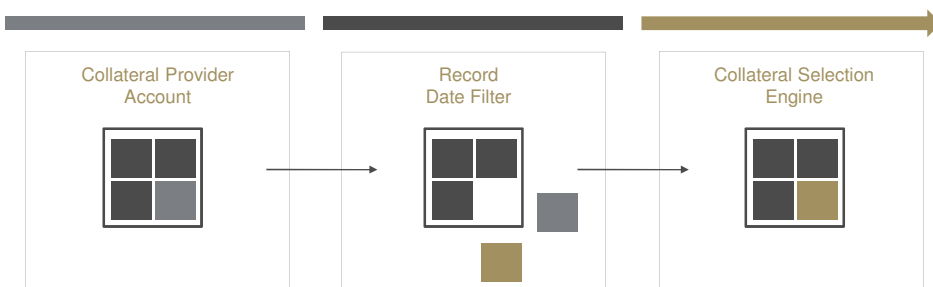 Collateral Provider
Account
Record
Date Filter
Collateral Selection
Engine